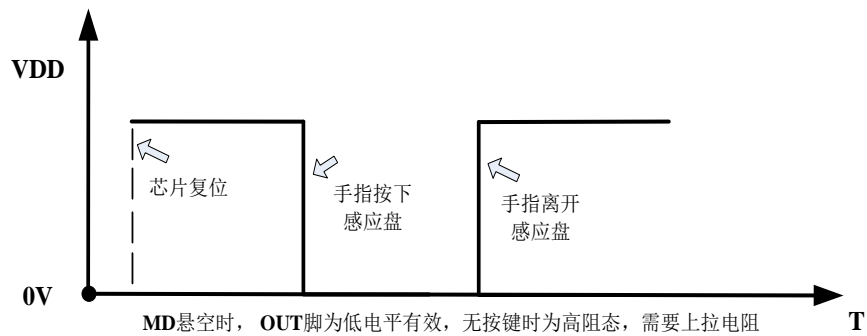 VDD
芯片复位
手指按下
感应盘
手指离开
感应盘
0V
MD悬空时，OUT脚为低电平有效，无按键时为高阻态，需要上拉电阻
T